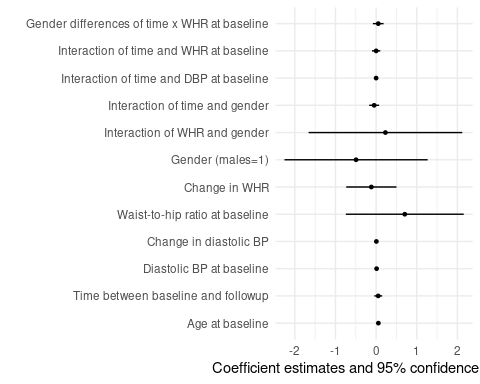 Gender differences of time x WHR at baseline
Interaction of time and WHR at baseline
Interaction of time and DBP at baseline
Interaction of time and gender
Interaction of WHR and gender
Gender (males=1)
Change in WHR
Waist-to-hip ratio at baseline
Change in diastolic BP
Diastolic BP at baseline
Time between baseline and followup
Age at baseline
-2 -1 0 1 2
Coefficient estimates and 95% confidence